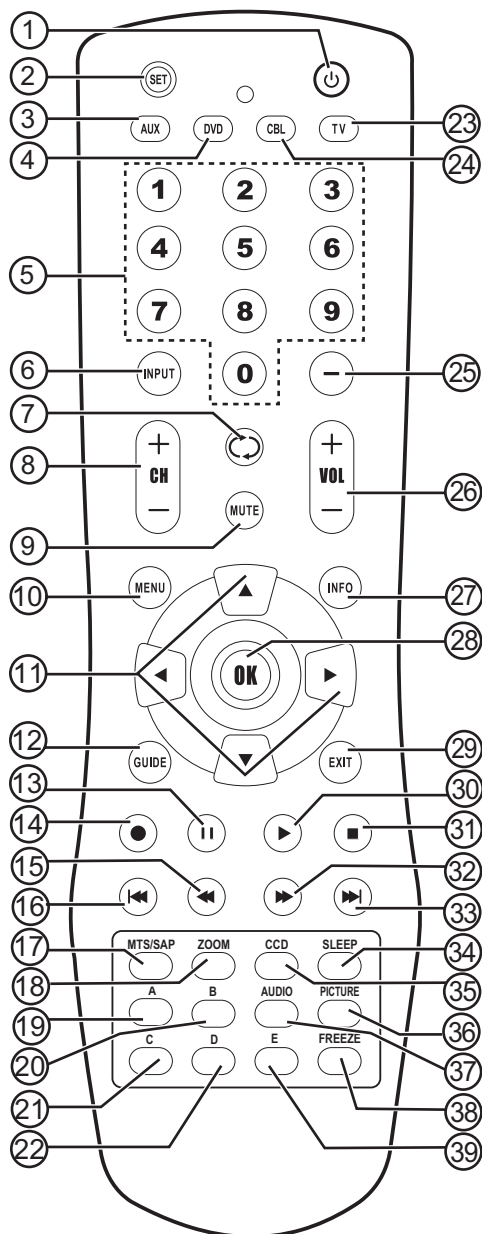 1
2 SET
3 AUX DVD CBL TV 23
4 24
1 2 3
4 5 6
5
7 8 9
6 INPUT 0 − 25
7
8 + CH − + VOL − 26
9 MUTE
10 MENU INFO 27
28
11 OK
12 GUIDE EXIT 29
13 30
14 31
15 32
16 33
17 MTS/SAP ZOOM CCD SLEEP 34
18 35
A B AUDIO PICTURE 36
19
20 37
C D E FREEZE
21 38
22 39